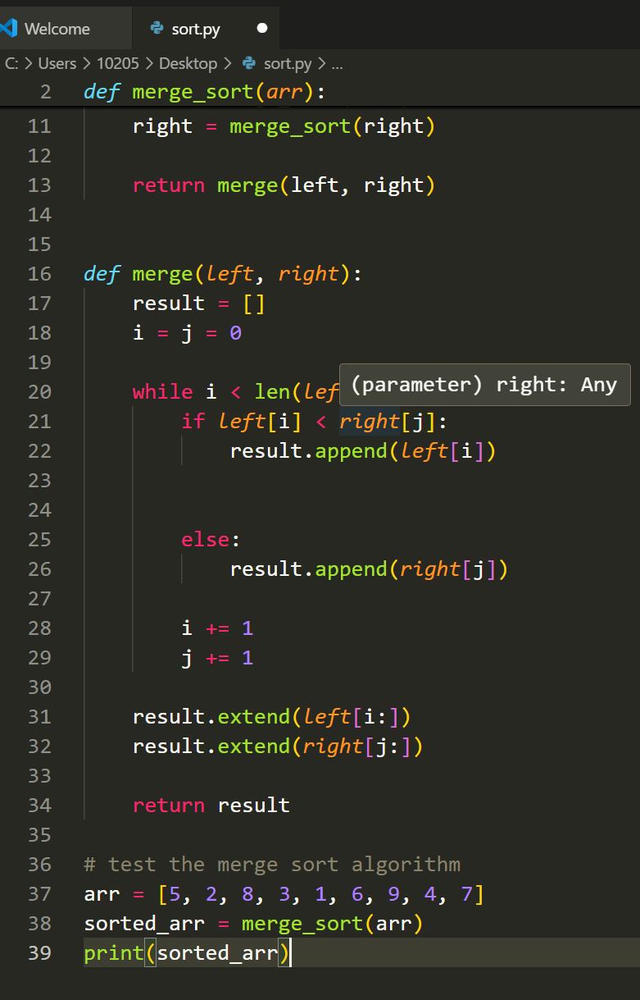 Welcome
sort.py
C: > Users > 10205 > Desktop > sort.py > ...
2 def merge_sort(arr):
11 right = merge_sort(right)
12
13 return merge(left, right)
14
15
16 def merge(left, right):
17 result = []
18 i = j = 0
19
(parameter) right: Any
20 while i < len(lef
21 if left[i] < right[j]:
22 result.append(left[i])
23
24
25 else:
26 result.append(right[j])
27
28 i += 1
29 j += 1
30
31 result.extend(left[i:])
32 result.extend(right[j:])
33
34 return result
35
36 # test the merge sort algorithm
37 arr = [5, 2, 8, 3, 1, 6, 9, 4, 7]
38 sorted_arr = merge_sort(arr)
39 print(sorted_arr)